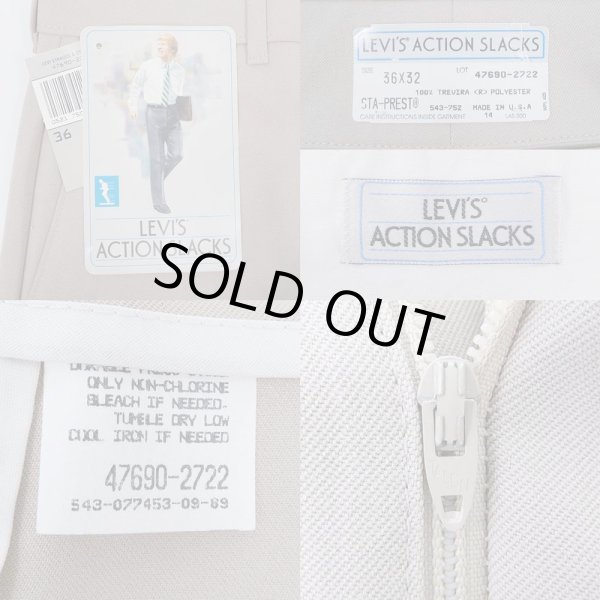 47690-27
36
LEVI'S®
ACTION SLACKS
LEVI'S® ACTION SLACKS
SIZE 36X32 LOT 47690-2722
100% TREVIRA <R> POLYESTER
STA-PREST® 543-752 MADE IN U.S.A
CARE INSTRUCTIONS INSIDE GARMENT 14
LEVI'S®
ACTION SLACKS
SOLD OUT
ONLY NON-CHLORINE
BLEACH IF NEEDED.
TUMBLE DRY LOW
COOL IRON IF NEEDED
47690-2722
543-077453-09-89